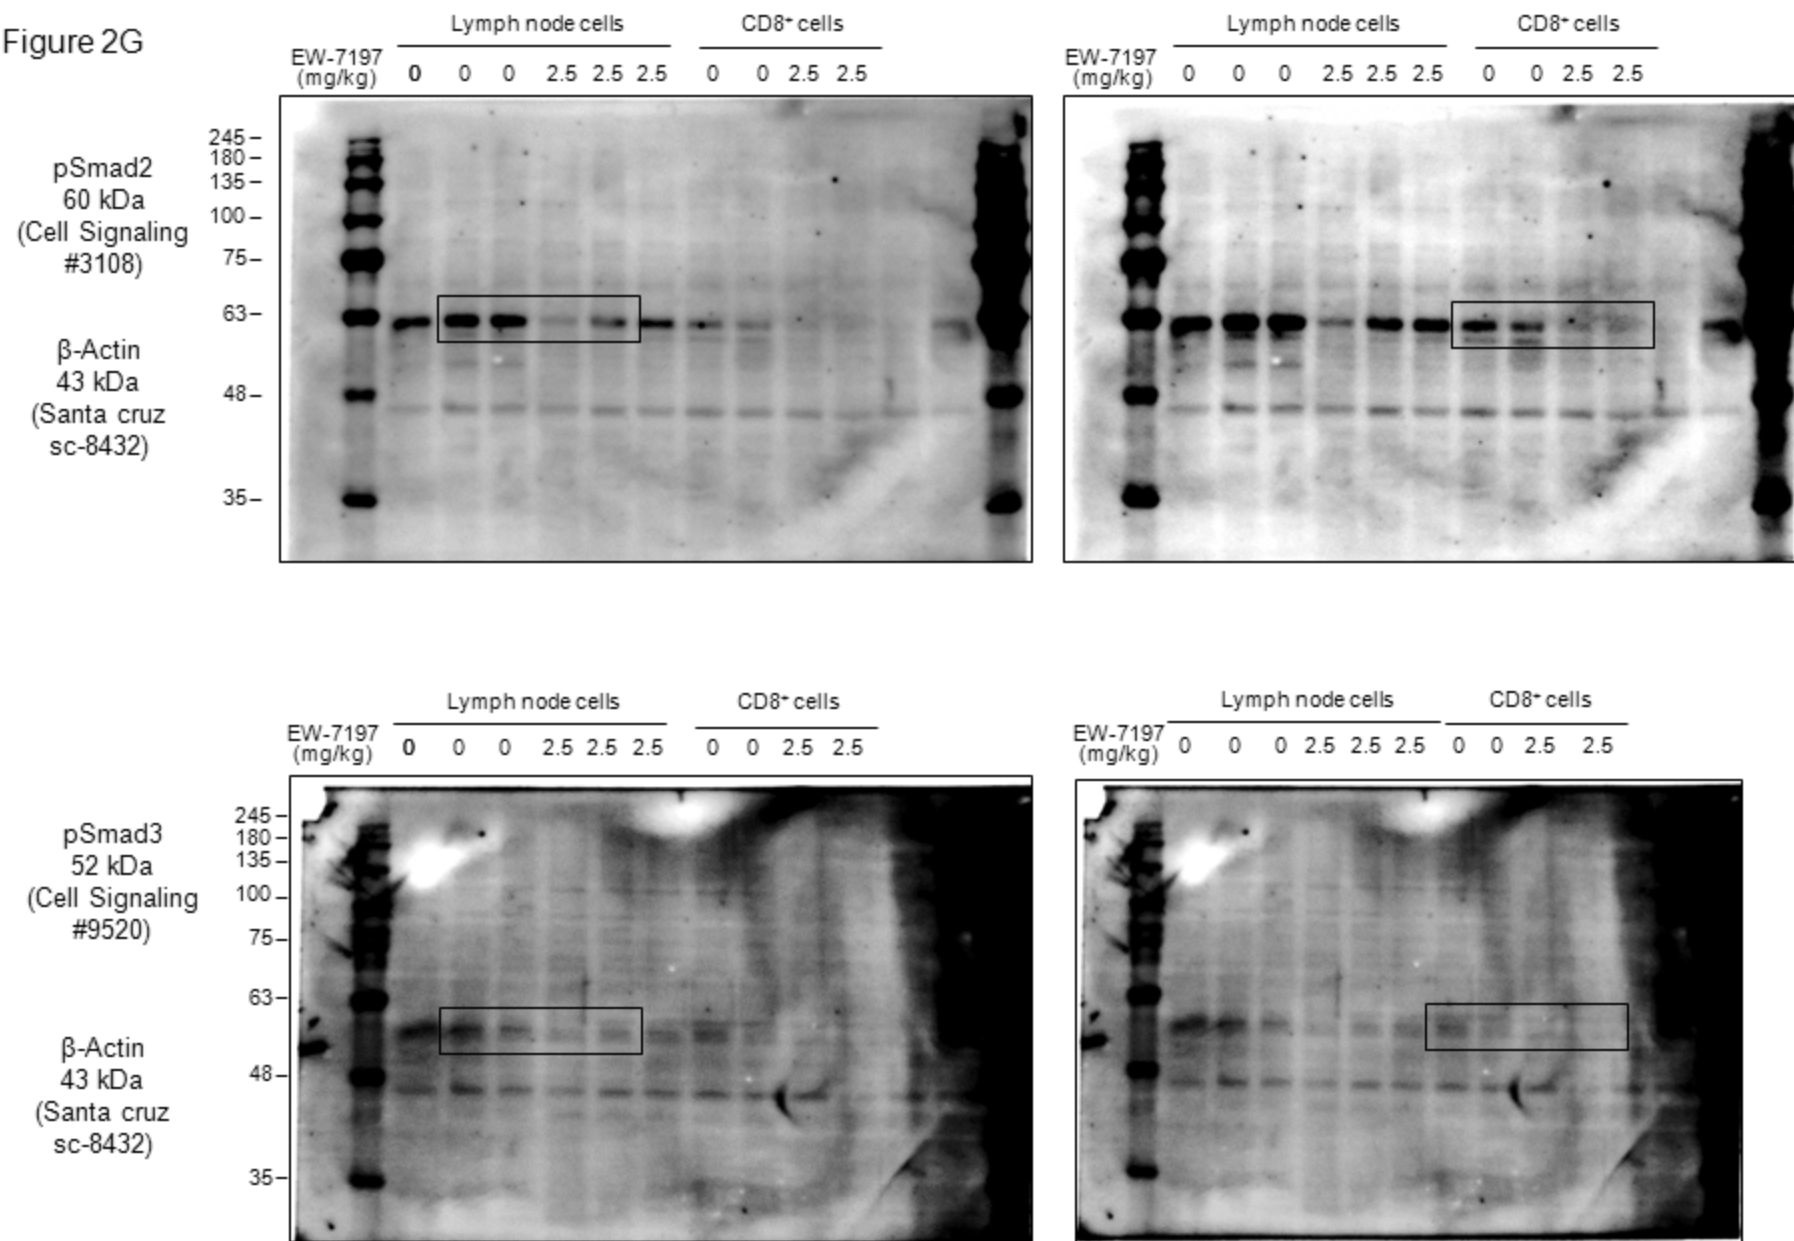 Figure 2G
Lymph node cells CD8⁺ cells
EW-7197
(mg/kg) 0 0 0 2.5 2.5 2.5 0 0 2.5 2.5
Lymph node cells CD8⁺ cells
EW-7197
(mg/kg) 0 0 0 2.5 2.5 2.5 0 0 2.5 2.5
pSmad2
60 kDa
(Cell Signaling
#3108)
β-Actin
43 kDa
(Santa cruz
sc-8432)
245 –
180 –
135 –
100 –
75 –
63 –
48 –
35 –
Lymph node cells CD8⁺ cells
EW-7197
(mg/kg) 0 0 0 2.5 2.5 2.5 0 0 2.5 2.5
Lymph node cells CD8⁺ cells
EW-7197
(mg/kg) 0 0 0 2.5 2.5 2.5 0 0 2.5 2.5
pSmad3
52 kDa
(Cell Signaling
#9520)
β-Actin
43 kDa
(Santa cruz
sc-8432)
245 –
180 –
135 –
100 –
75 –
63 –
48 –
35 –